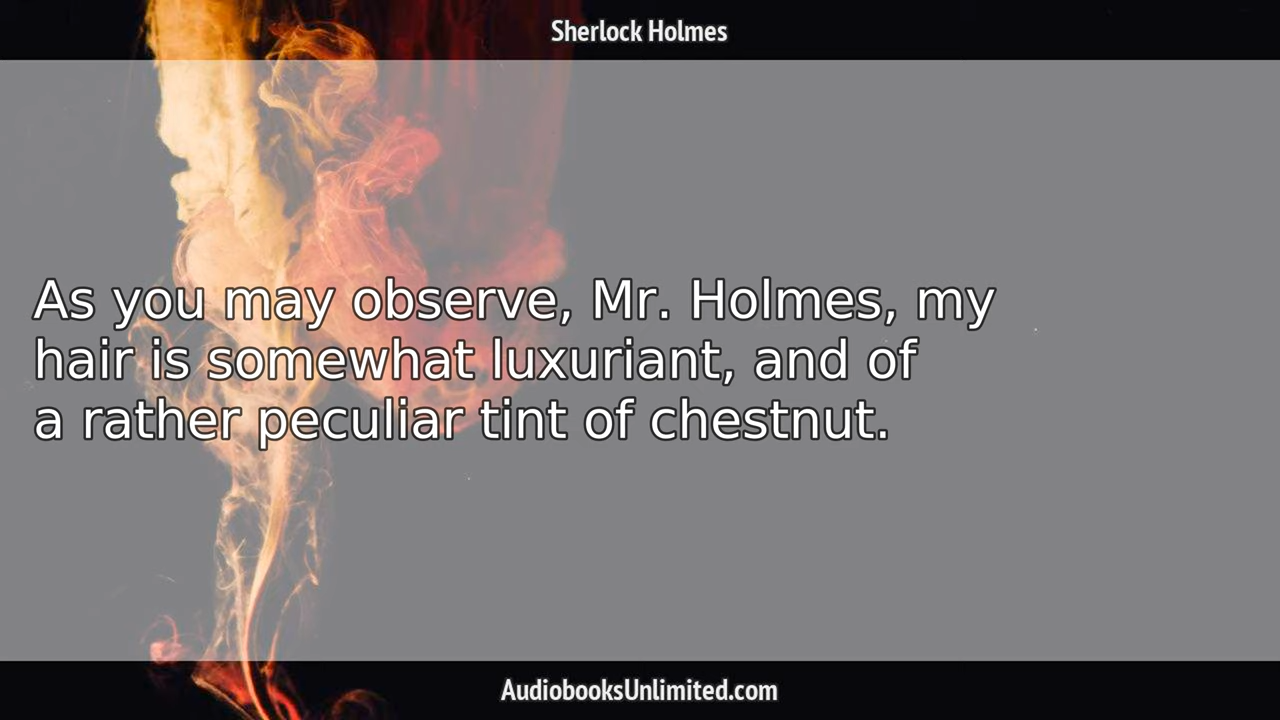 Sherlock Holmes
As you may observe, Mr. Holmes, my
hair is somewhat luxuriant, and of
a rather peculiar tint of chestnut.
AudiobooksUnlimited.com